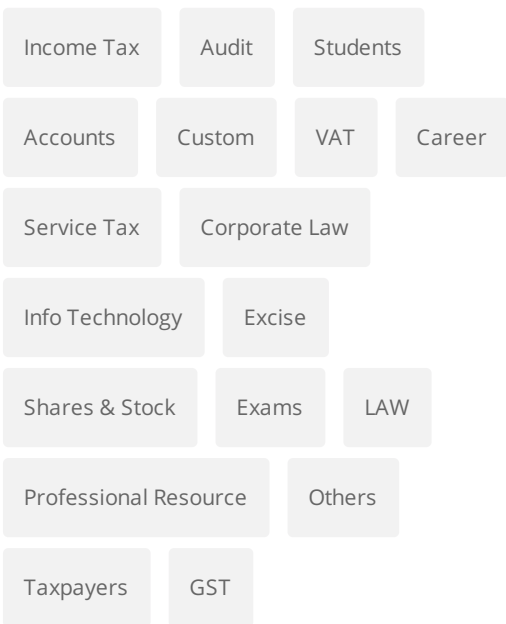 Income Tax Audit Students
Accounts Custom VAT Career
Service Tax Corporate Law
Info Technology Excise
Shares & Stock Exams LAW
Professional Resource Others
Taxpayers GST